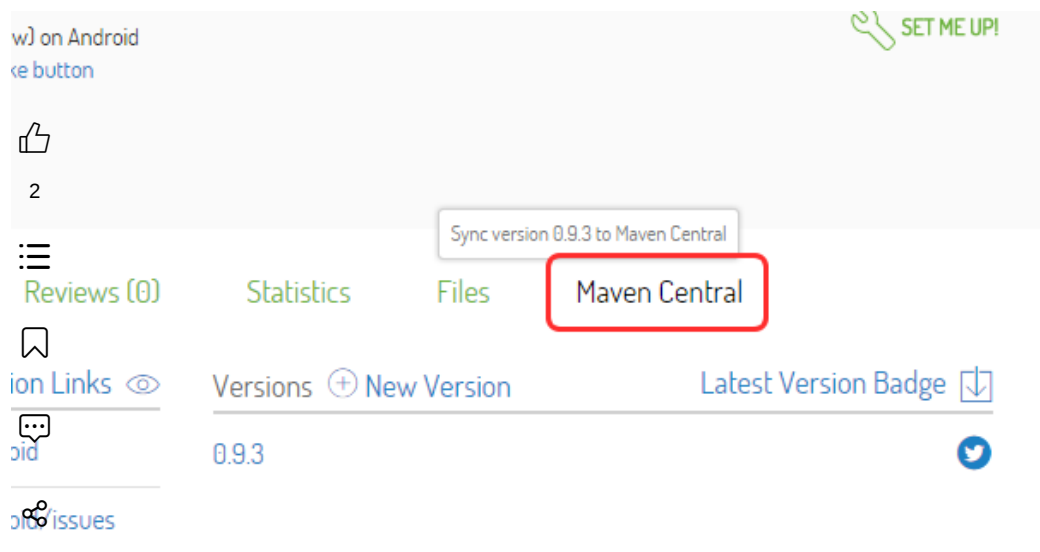 w) on Android
SET ME UP!
ke button
2
Sync version 0.9.3 to Maven Central
Reviews (0) Statistics Files Maven Central
ion Links Versions New Version Latest Version Badge
oid 0.9.3
oid/issues